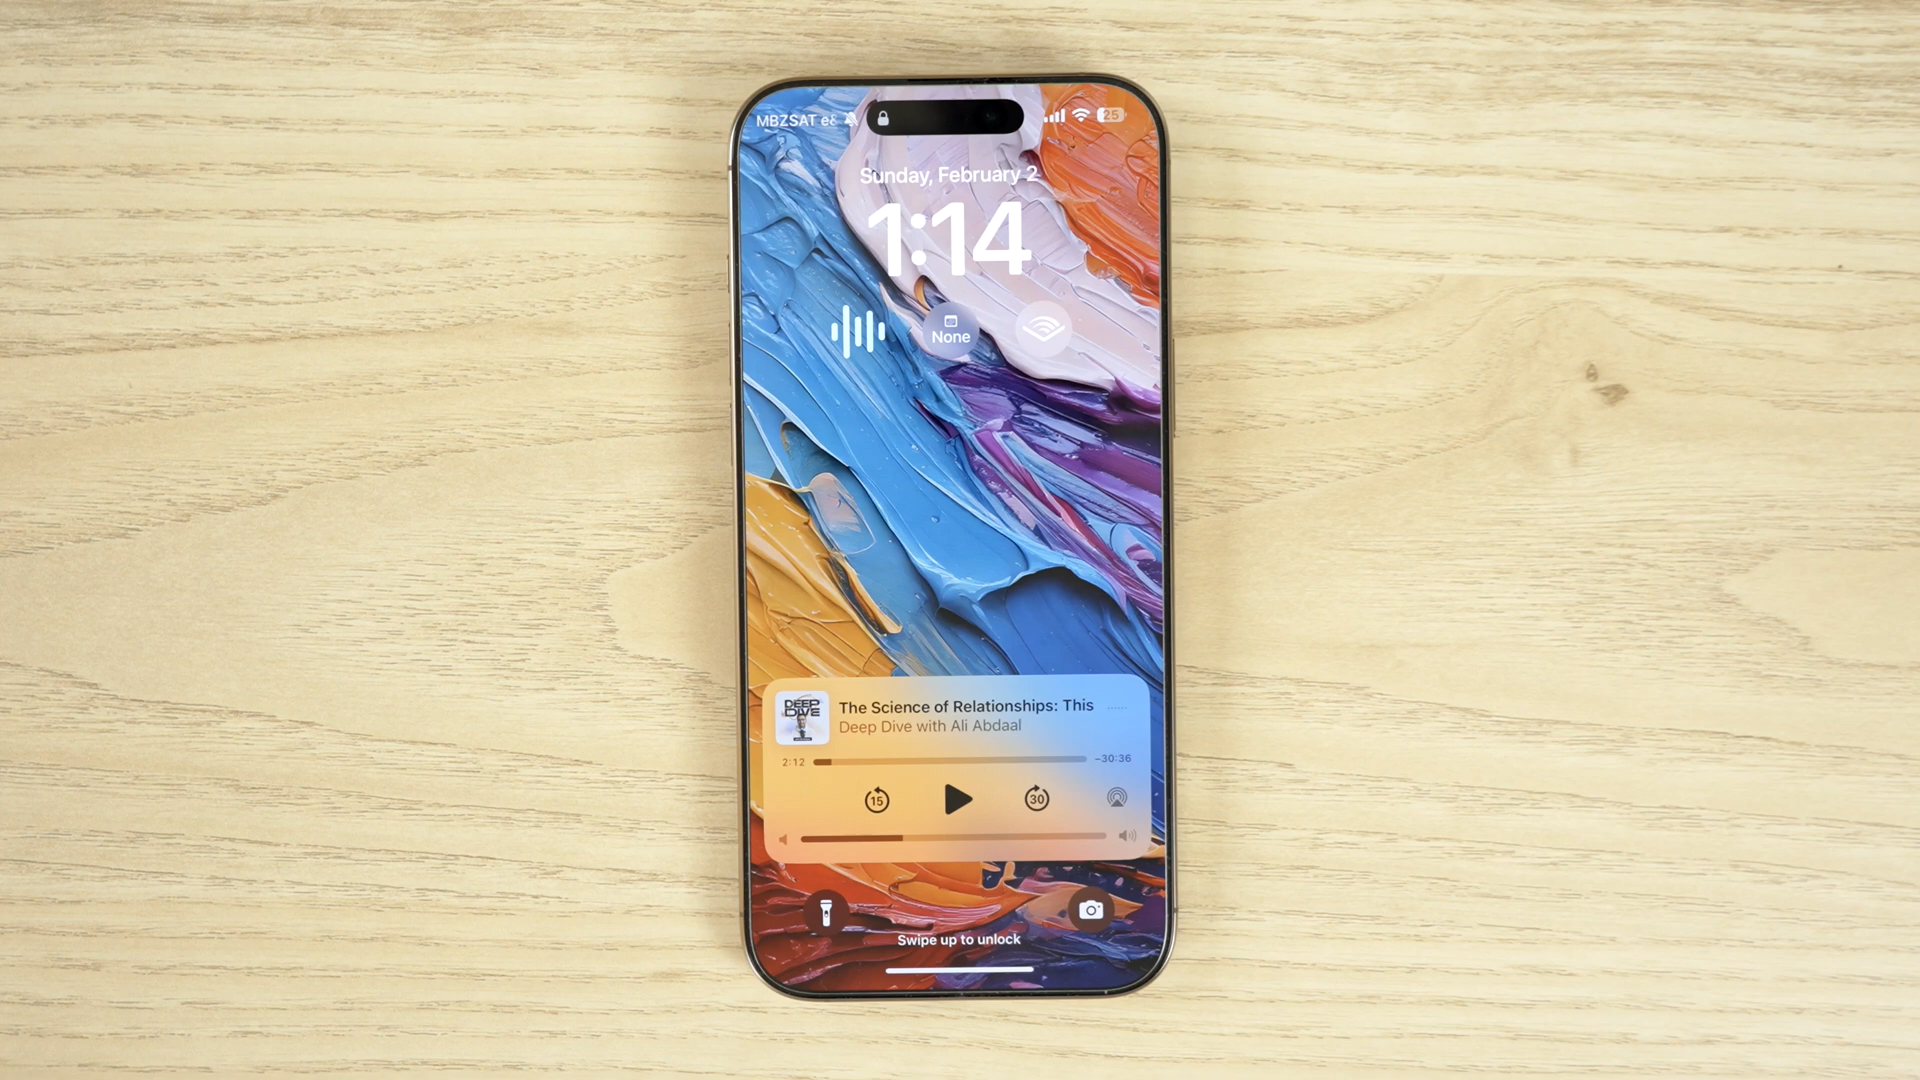 MBZSAT e&
25
Sunday, February 2
1:14
None
DEEP DIVE
The Science of Relationships: This
Deep Dive with Ali Abdaal
2:12
-30:36
15
30
Swipe up to unlock